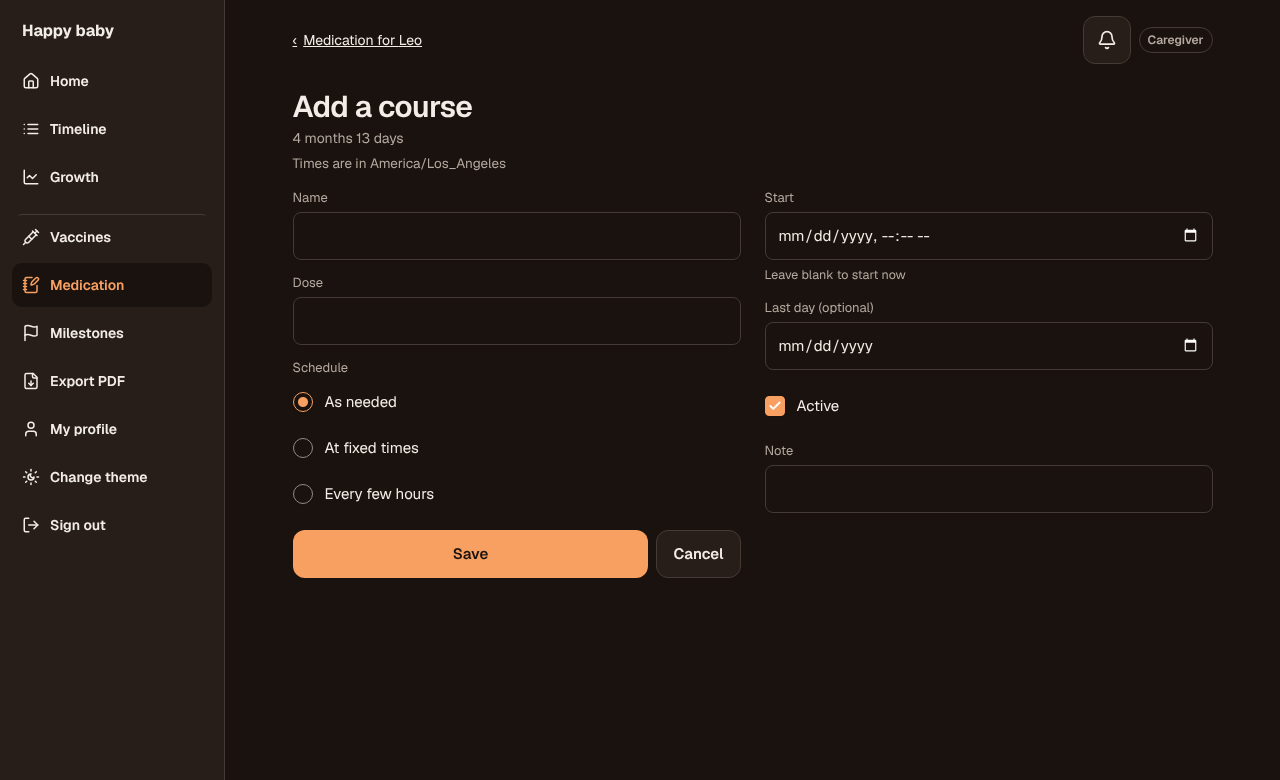 Happy baby
Home
Timeline
Growth
Vaccines
Medication
Milestones
Export PDF
My profile
Change theme
Sign out
‹ Medication for Leo
Caregiver
Add a course
4 months 13 days
Times are in America/Los_Angeles
Name
Dose
Schedule
As needed
At fixed times
Every few hours
Save
Cancel
Start
mm/dd/yyyy, --:-- --
Leave blank to start now
Last day (optional)
mm/dd/yyyy
Active
Note